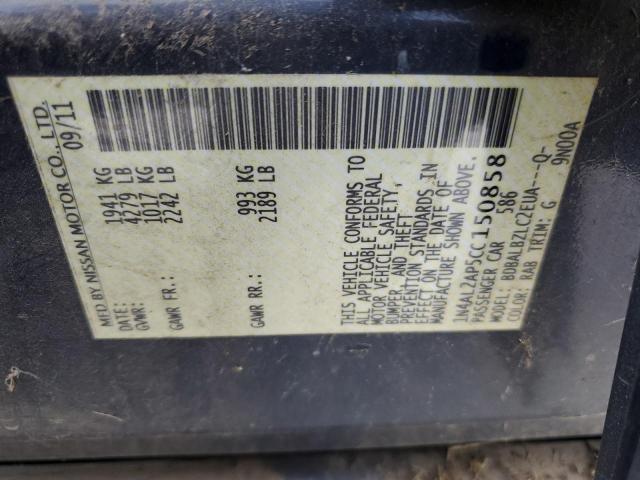 MFD BY NISSAN MOTOR CO., LTD.
DATE: 09/11
GVWR: 1941 KG
4279 LB
GAWR FR: 1017 KG
2242 LB
GAWR RR: 993 KG
2189 LB
THIS VEHICLE CONFORMS TO
ALL APPLICABLE FEDERAL
MOTOR VEHICLE SAFETY,
BUMPER, AND THEFT
PREVENTION STANDARDS IN
EFFECT ON THE DATE OF
MANUFACTURE SHOWN ABOVE.
1N4AL2AP5CC150858
PASSENGER CAR 586
MODEL: BDBALBZLC2EUA---Q-
COLOR: BAB TRIM: G 9N00A